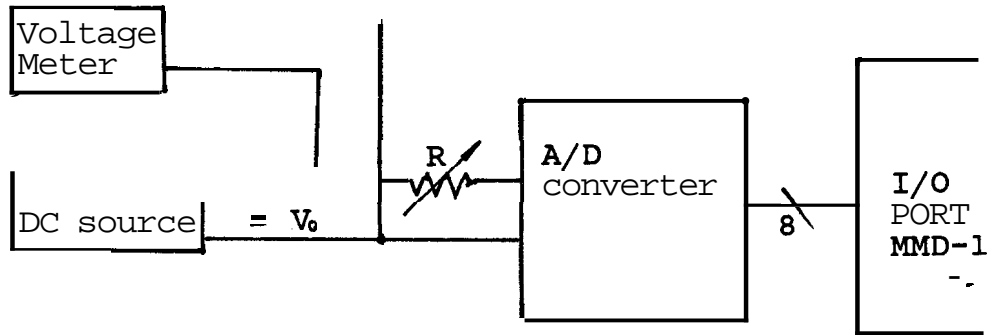 Voltage
Meter
R
A/D
converter
DC source
= V₀
8
I/O
PORT
MMD-1